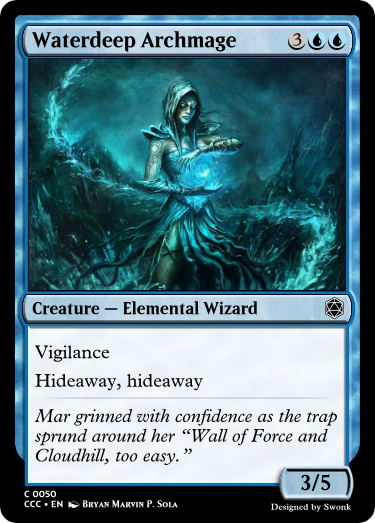 Waterdeep Archmage 3
Creature — Elemental Wizard
Vigilance
Hideaway, hideaway
Mar grinned with confidence as the trap
sprund around her “Wall of Force and
Cloudhill, too easy.”
3/5
C 0050
CCC • EN Bryan Marvin P. Sola
Designed by Swonk